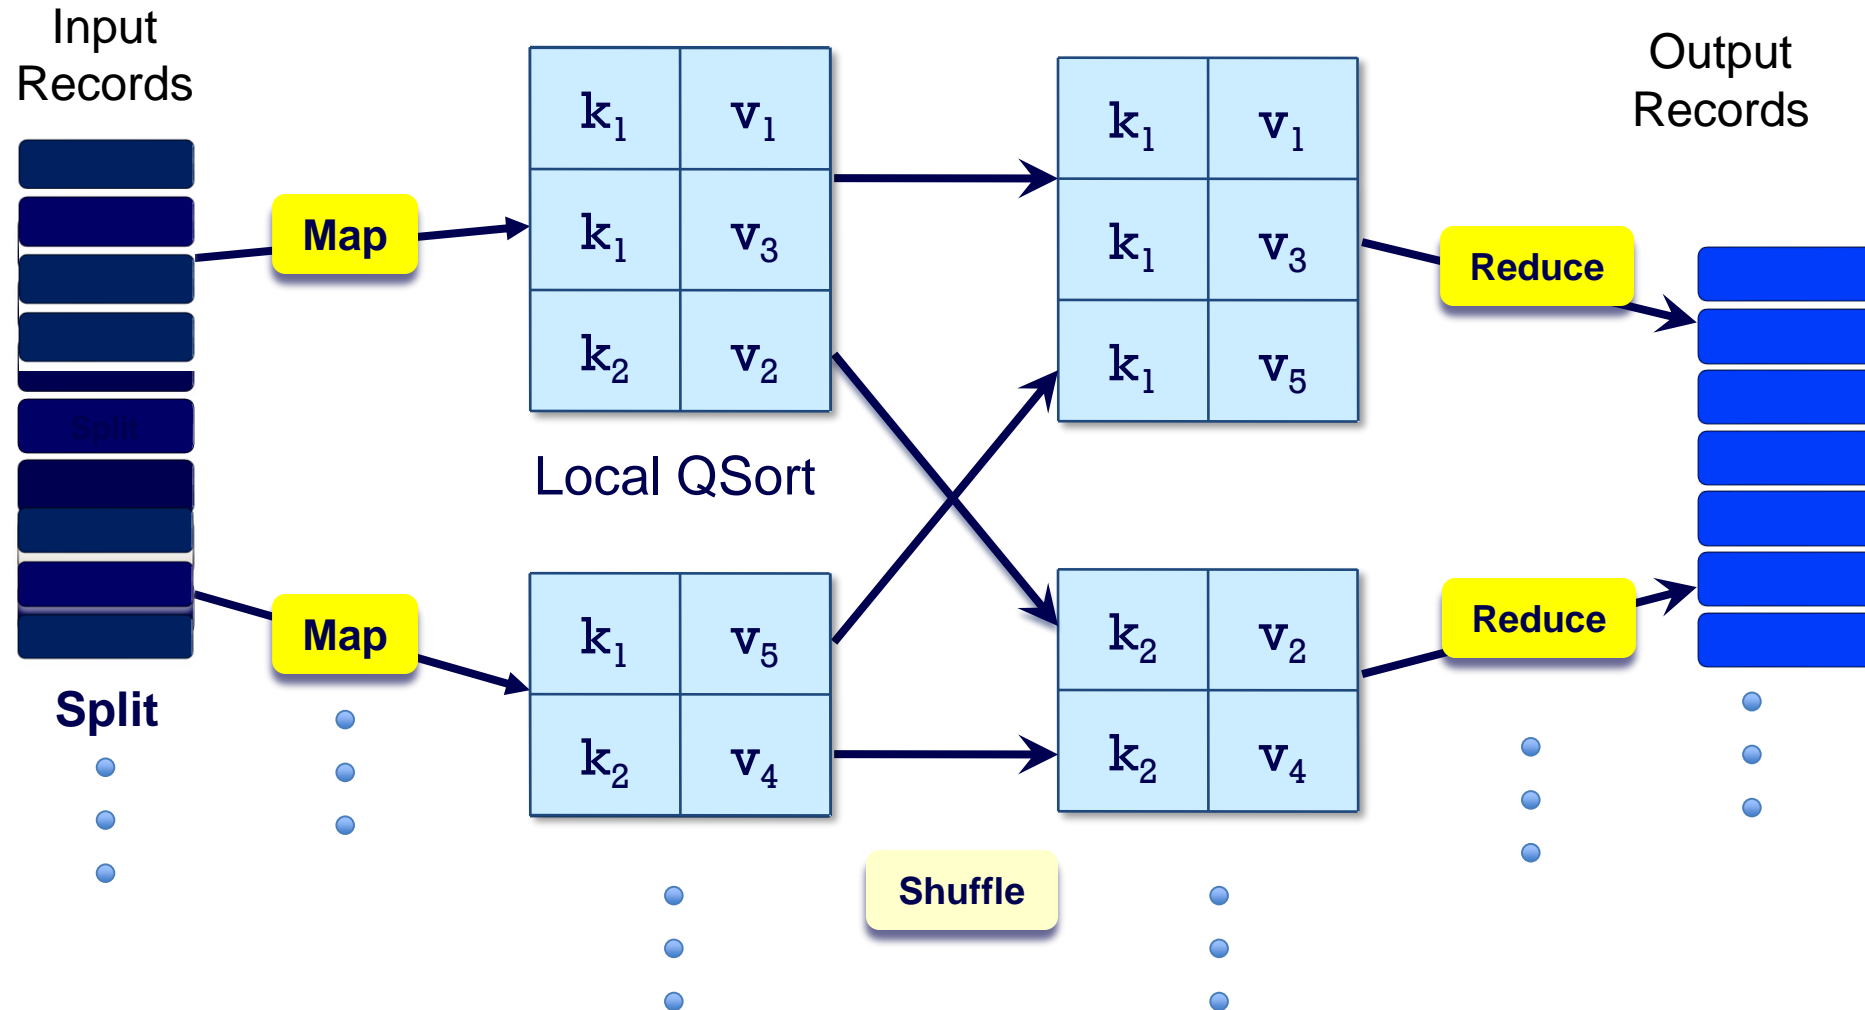 Input
Records
Output
Records
k₁ v₁
k₁ v₃
k₂ v₂
k₁ v₁
k₁ v₃
k₁ v₅
Map
Reduce
Split
Local QSort
Map
k₁ v₅
k₂ v₄
k₂ v₂
k₂ v₄
Reduce
Split
Shuffle